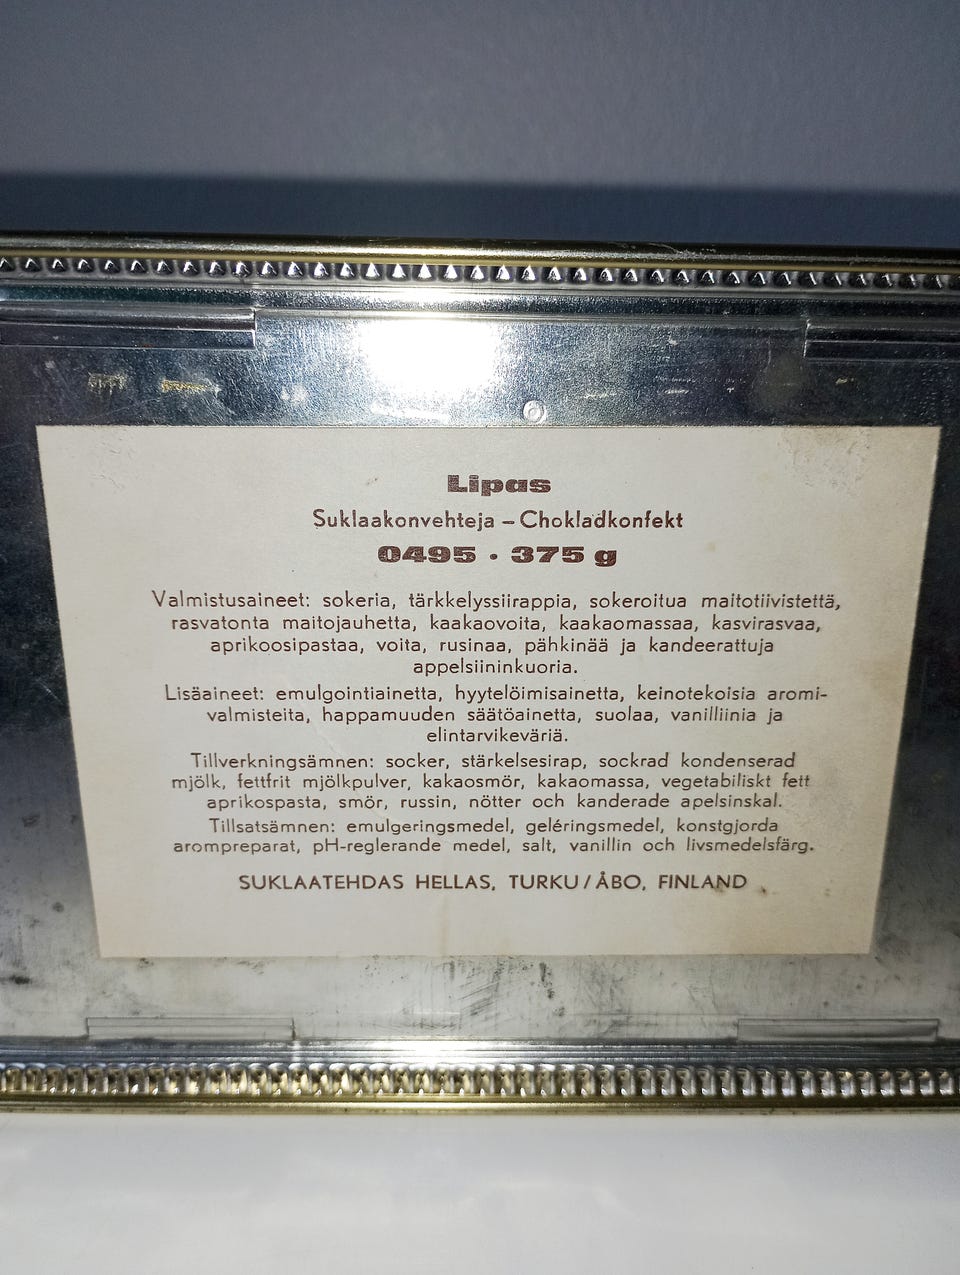 Lipas
Suklaakonvehteja – Chokladkonfekt
0495 · 375 g
Valmistusaineet: sokeria, tärkkelyssiirappia, sokeroitua maitotiivistettä,
rasvatonta maitojauhetta, kaakaovoita, kaakaomassaa, kasvirasvaa,
aprikoosipastaa, voita, rusinaa, pähkinää ja kandeerattuja
appelsiininkuoria.
Lisäaineet: emulgointiainetta, hyytelöimisainetta, keinotekoisia aromi-
valmisteita, happamuuden säätöainetta, suolaa, vanilliinia ja
elintarvikeväriä.
Tillverkningsämnen: socker, stärkelsesirap, sockrad kondenserad
mjölk, fettfrit mjölkpulver, kakaosmör, kakaomassa, vegetabiliskt fett
aprikospasta, smör, russin, nötter och kanderade apelsinskal.
Tillsatsämnen: emulgeringsmedel, geléringsmedel, konstgjorda
arompreparat, pH-reglerande medel, salt, vanillin och livsmedelsfärg.
SUKLAATEHDAS HELLAS, TURKU/ÅBO, FINLAND